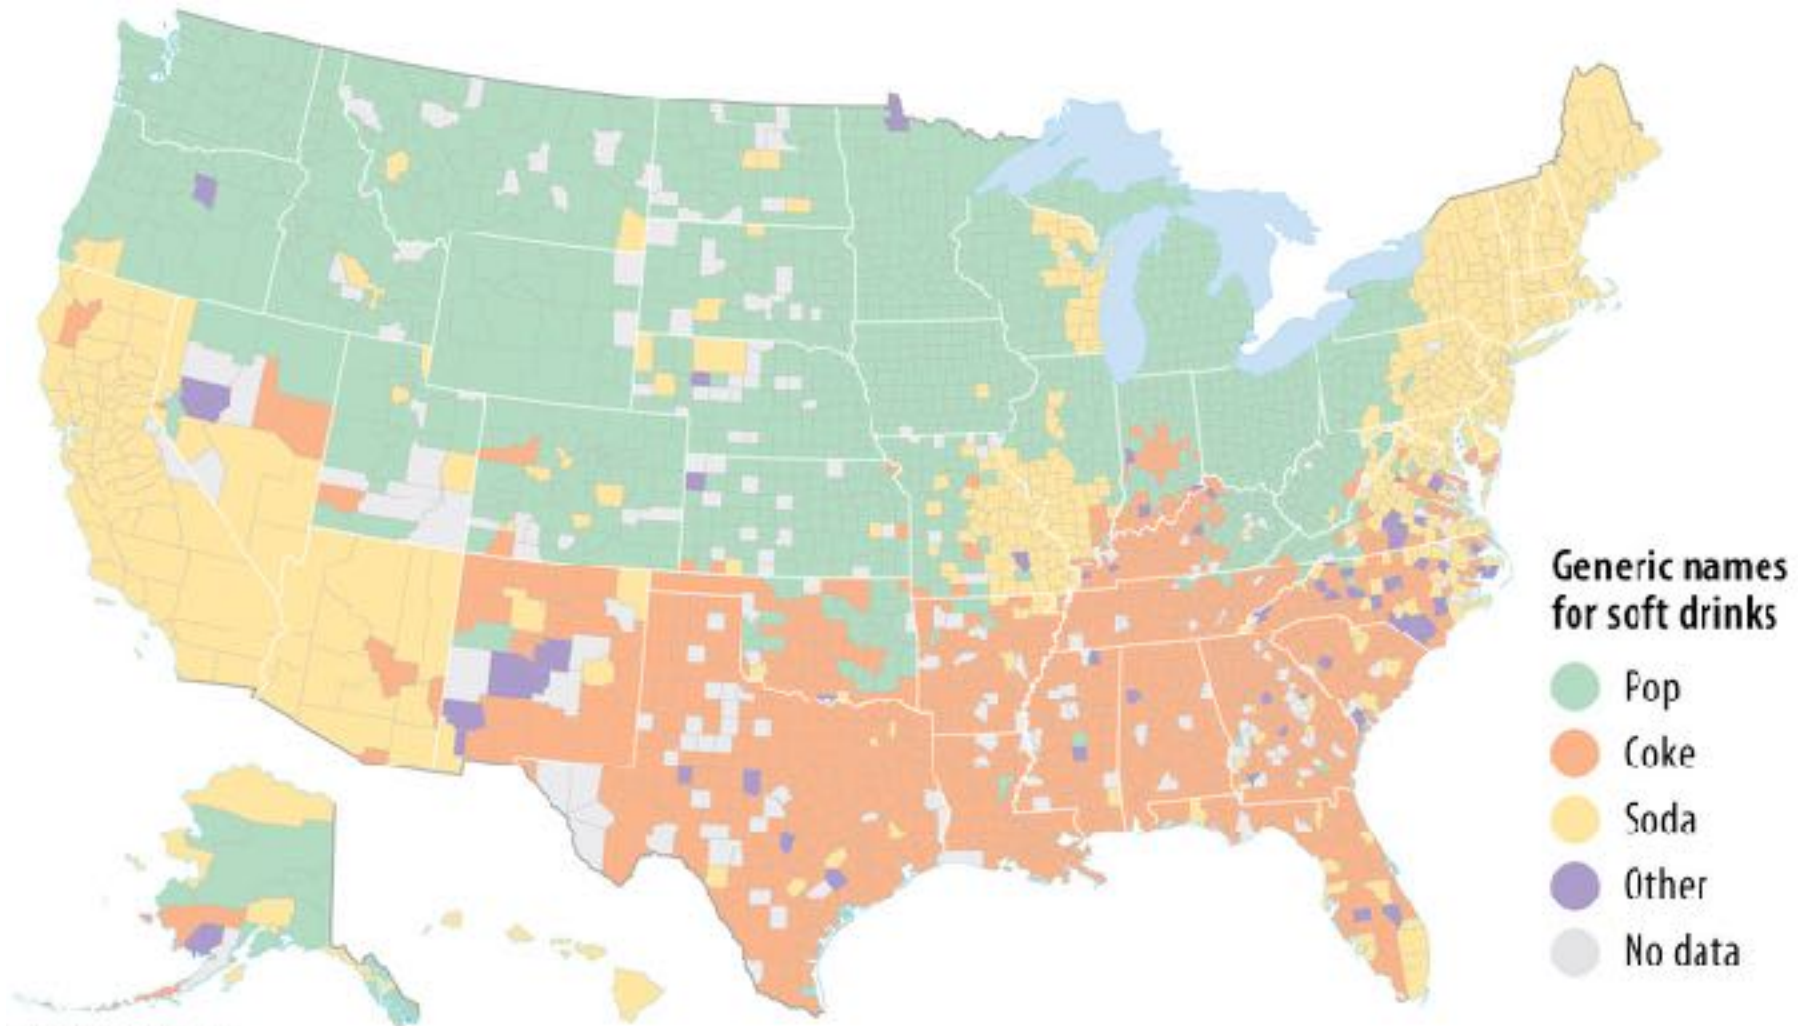 Generic names
for soft drinks
Pop
Coke
Soda
Other
No data